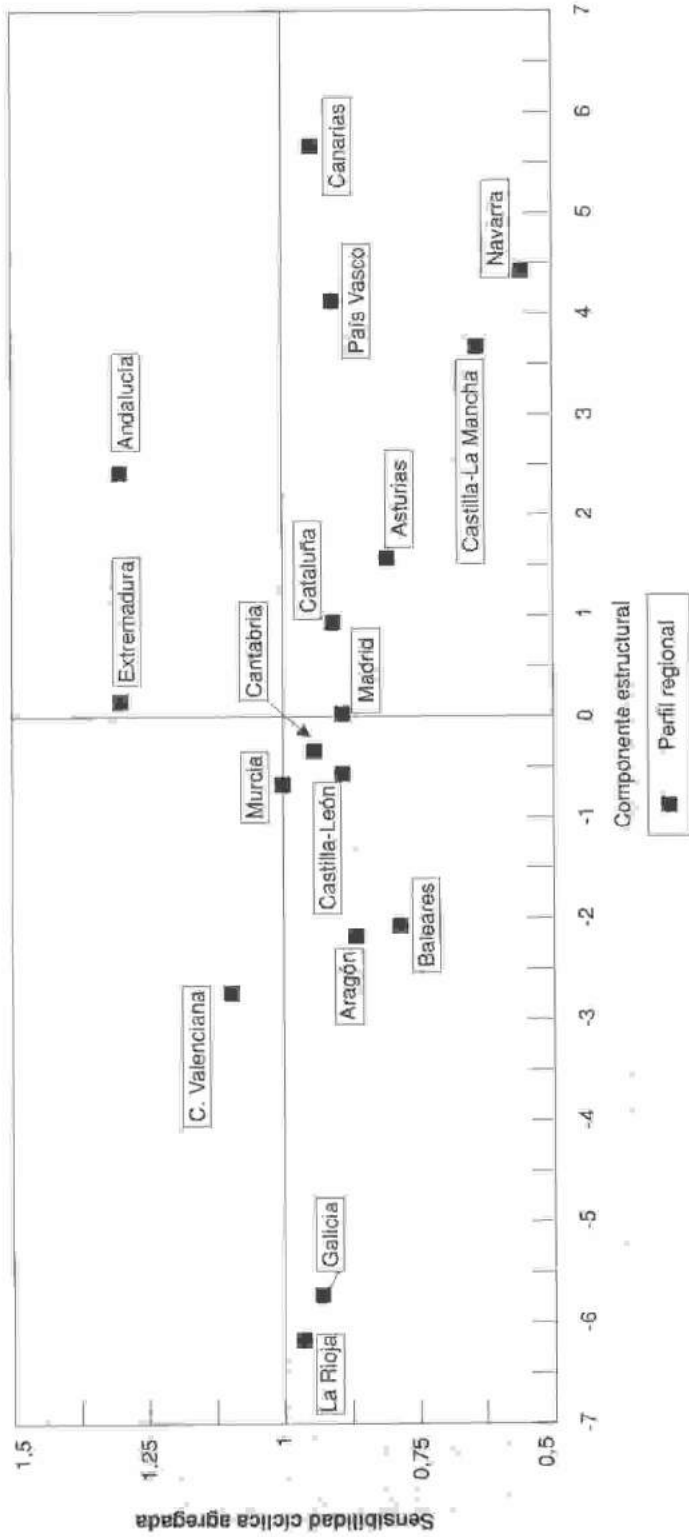 Sensibilidad cíclica agregada
1,5
1,25
1
0,75
0,5
Extremadura
Andalucía
C. Valenciana
Murcia
Cantabria
Cataluña
Canarias
País Vasco
Navarra
La Rioja
Galicia
Aragón
Castilla-León
Madrid
Asturias
Baleares
Castilla-La Mancha
-7 -6 -5 -4 -3 -2 -1 0 1 2 3 4 5 6 7
Componente estructural
Perfil regional